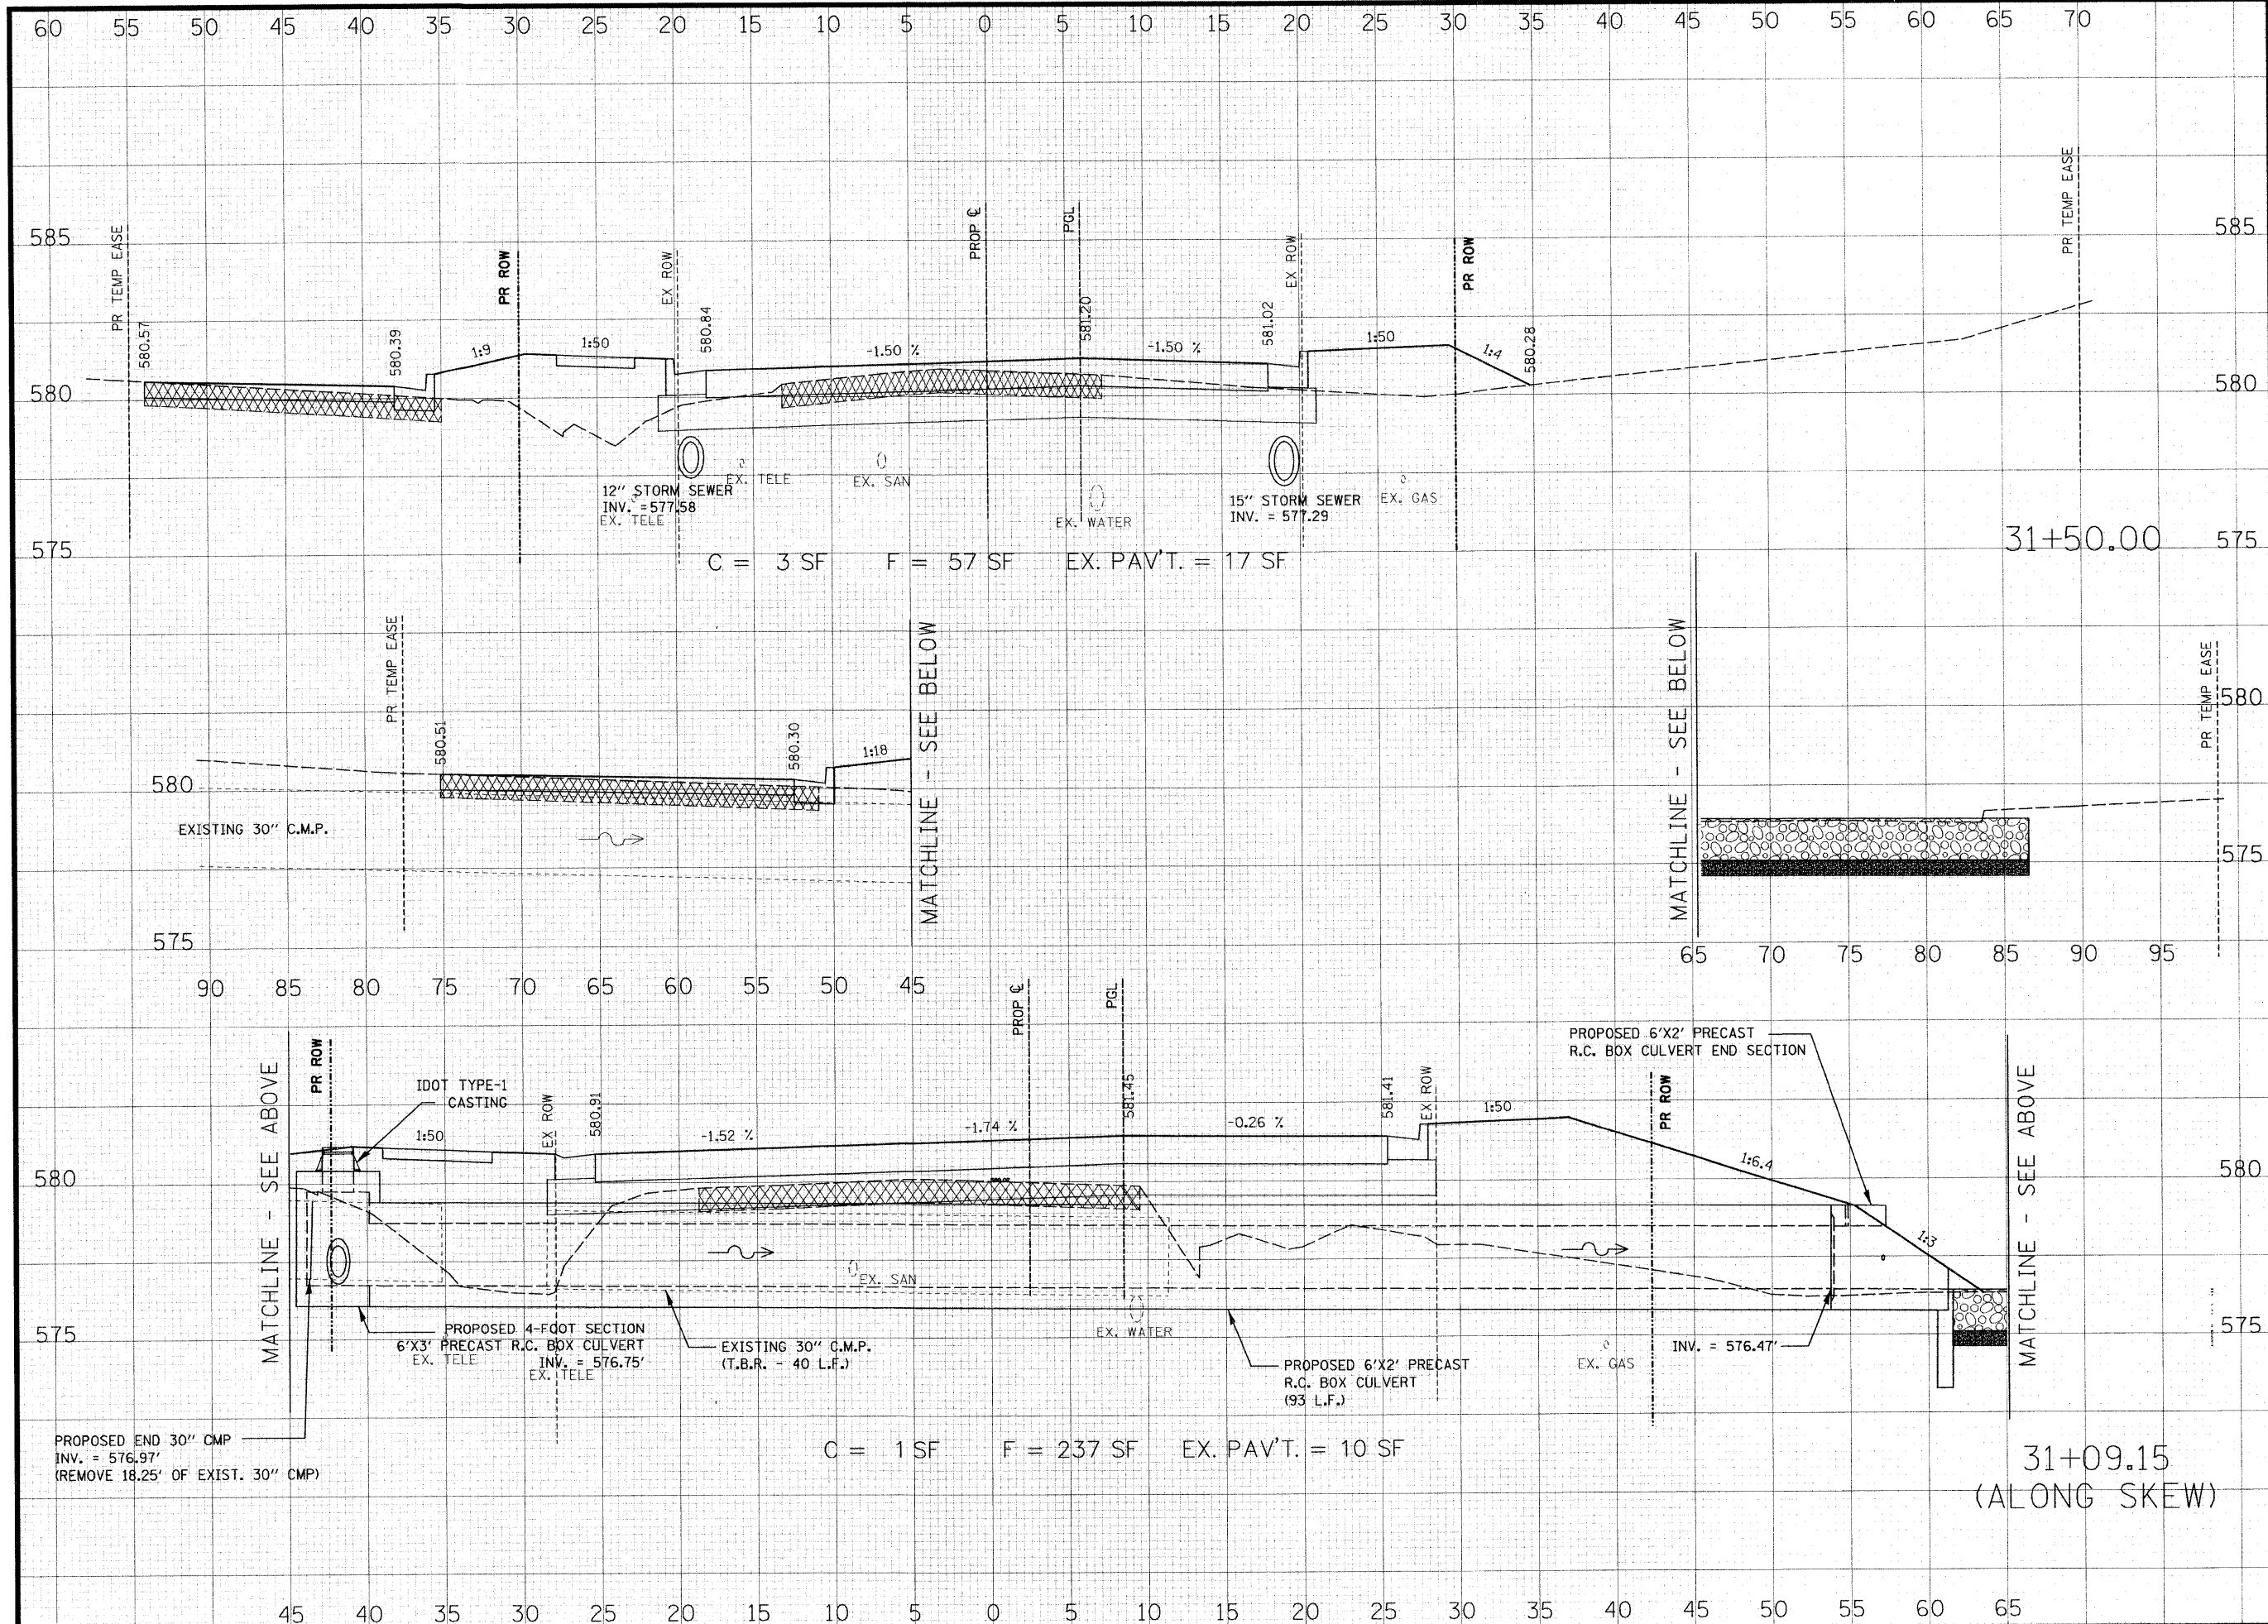 60 55 50 45 40 35 30 25 20 15 10 5 0 5 10 15 20 25 30 35 40 45 50 55 60 65 70
585
585
PR TEMP EASE
PR ROW
EX ROW
PROP ℄
PGL
EX ROW
PR ROW
PR TEMP EASE
580.57
580.39
1:9
1:50
580.84
-1.50 %
581.20
-1.50 %
581.02
1:50
1:4
580.28
580
580
12" STORM SEWER
INV. = 577.58
EX. TELE
EX. TELE
EX. SAN
EX. WATER
15" STORM SEWER
INV. = 577.29
EX. GAS
575
31+50.00
575
C = 3 SF F = 57 SF EX. PAV'T. = 17 SF
PR TEMP EASE
580.51
580.30
1:18
MATCHLINE - SEE BELOW
MATCHLINE - SEE BELOW
PR TEMP EASE
580
580
EXISTING 30" C.M.P.
575
575
65 70 75 80 85 90 95
90 85 80 75 70 65 60 55 50 45
MATCHLINE - SEE ABOVE
PR ROW
IDOT TYPE-1
CASTING
1:50
EX ROW
580.91
-1.52 %
-1.74 %
PROP ℄
PGL
581.45
-0.26 %
581.41
EX ROW
1:50
PROPOSED 6'X2' PRECAST
R.C. BOX CULVERT END SECTION
PR ROW
1:6.4
1:3
MATCHLINE - SEE ABOVE
580
580
EX. SAN
575
575
PROPOSED 4-FOOT SECTION
6'X3' PRECAST R.C. BOX CULVERT
INV. = 576.75'
EX. TELE
EX. TELE
EXISTING 30" C.M.P.
(T.B.R. - 40 L.F.)
EX. WATER
PROPOSED 6'X2' PRECAST
R.C. BOX CULVERT
(93 L.F.)
EX. GAS
INV. = 576.47'
PROPOSED END 30" CMP
INV. = 576.97'
(REMOVE 18.25' OF EXIST. 30" CMP)
C = 1 SF F = 237 SF EX. PAV'T. = 10 SF
31+09.15
(ALONG SKEW)
45 40 35 30 25 20 15 10 5 0 5 10 15 20 25 30 35 40 45 50 55 60 65